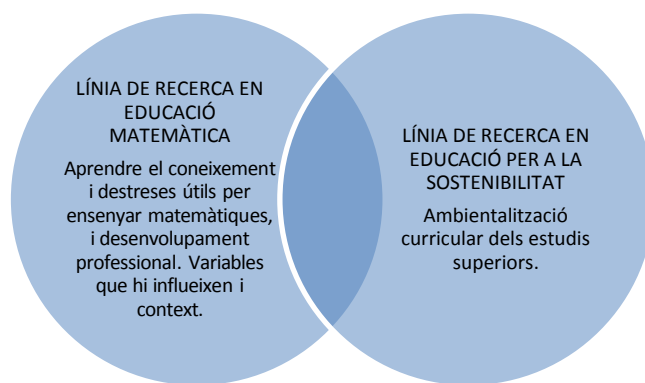 LÍNIA DE RECERCA EN
EDUCACIÓ
MATEMÀTICA
Aprendre el coneixement
i destreses útils per
ensenyar matemàtiques,
i desenvolupament
professional. Variables
que hi influeixen i
context.
LÍNIA DE RECERCA EN
EDUCACIÓ PER A LA
SOSTENIBILITAT
Ambientalització
curricular dels estudis
superiors.